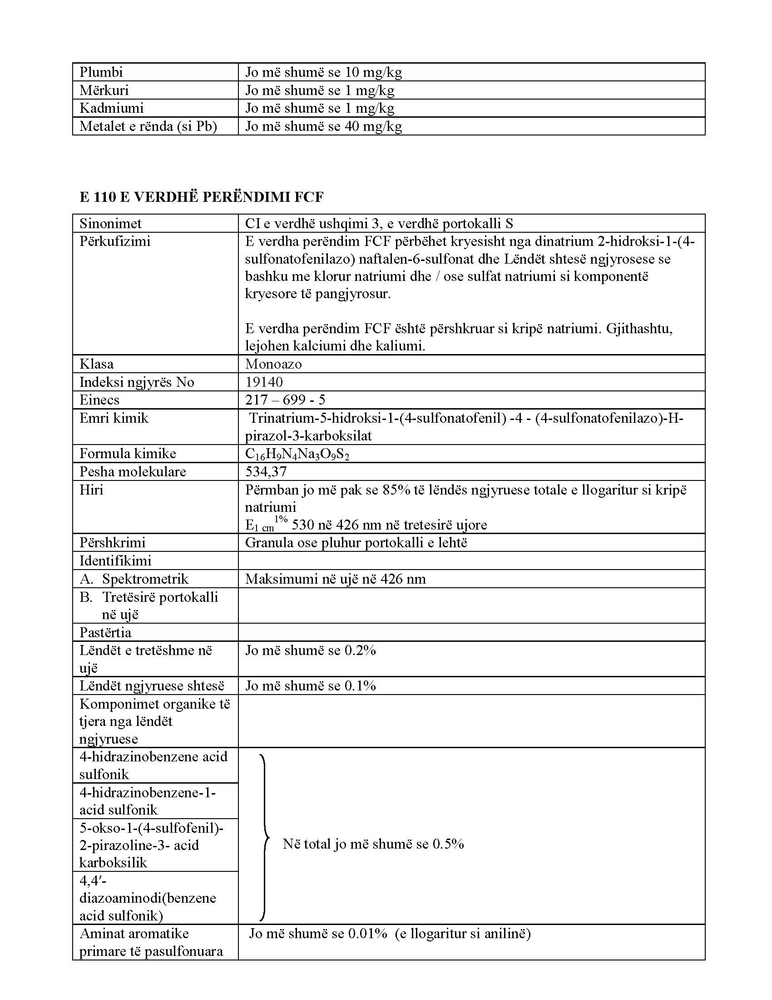 Plumbi Jo më shumë se 10 mg/kg
Mërkuri Jo më shumë se 1 mg/kg
Kadmiumi Jo më shumë se 1 mg/kg
Metalet e rënda (si Pb) Jo më shumë se 40 mg/kg
E 110 E VERDHË PERËNDIMI FCF
Sinonimet CI e verdhë ushqimi 3, e verdhë portokalli S
Përkufizimi E verdha perëndim FCF përbëhet kryesisht nga dinatrium 2-hidroksi-1-(4-
sulfonatofenilazo) naftalen-6-sulfonat dhe Lëndët shtesë ngjyrosese se
bashku me klorur natriumi dhe / ose sulfat natriumi si komponentë
kryesore të pangjyrosur.
E verdha perëndim FCF është përshkruar si kripë natriumi. Gjithashtu,
lejohen kalciumi dhe kaliumi.
Klasa Monoazo
Indeksi ngjyrës No 19140
Einecs 217 – 699 - 5
Emri kimik Trinatrium-5-hidroksi-1-(4-sulfonatofenil) -4 - (4-sulfonatofenilazo)-H-
pirazol-3-karboksilat
Formula kimike C₁₆H₉N₄Na₃O₉S₂
Pesha molekulare 534,37
Hiri Përmban jo më pak se 85% të lëndës ngjyruese totale e llogaritur si kripë
natriumi
E1 cm1% 530 në 426 nm në tretesirë ujore
Përshkrimi Granula ose pluhur portokalli e lehtë
Identifikimi
A. Spektrometrik Maksimumi në ujë në 426 nm
B. Tretësirë portokalli
në ujë
Pastërtia
Lëndët e tretëshme në Jo më shumë se 0.2%
ujë
Lëndët ngjyruese shtesë Jo më shumë se 0.1%
Komponimet organike të
tjera nga lëndët
ngjyruese
4-hidrazinobenzene acid
sulfonik
4-hidrazinobenzene-1-
acid sulfonik
5-okso-1-(4-sulfofenil)-
2-pirazoline-3- acid
karboksilik
Në total jo më shumë se 0.5%
4,4′-
diazoaminodi(benzene
acid sulfonik)
Aminat aromatike Jo më shumë se 0.01% (e llogaritur si anilinë)
primare të pasulfonuara